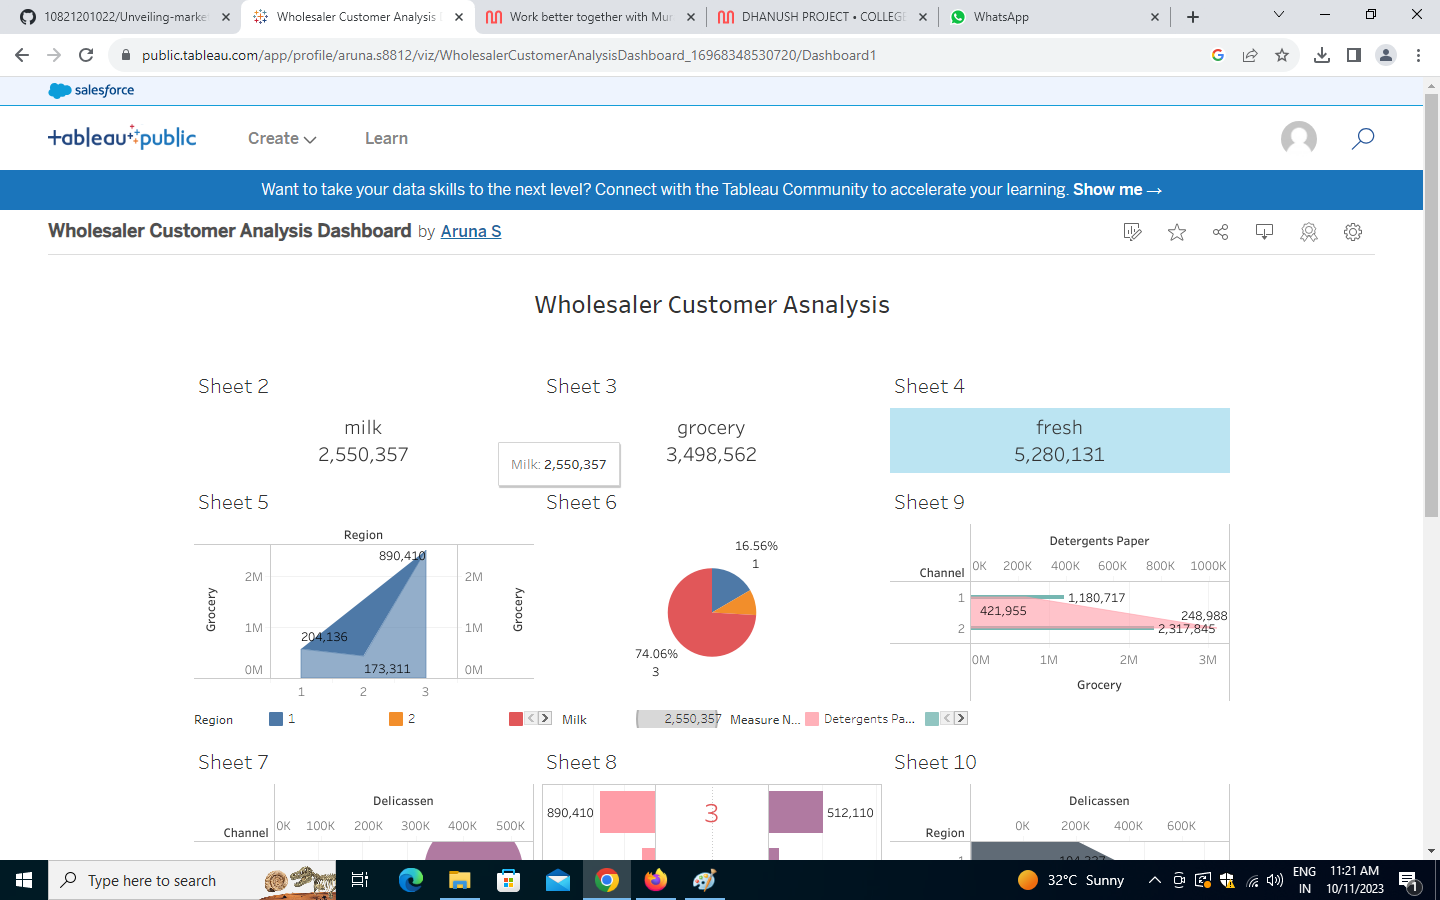 10821201022/Unveiling-marke
Wholesaler Customer Analysis
Work better together with Mur
DHANUSH PROJECT • COLLEGE
WhatsApp
public.tableau.com/app/profile/aruna.s8812/viz/WholesalerCustomerAnalysisDashboard_16968348530720/Dashboard1
salesforce
+ableau public
Create
Learn
Want to take your data skills to the next level? Connect with the Tableau Community to accelerate your learning. Show me →
Wholesaler Customer Analysis Dashboard by Aruna S
Wholesaler Customer Asnalysis
Sheet 2
milk
2,550,357
Milk: 2,550,357
Sheet 3
grocery
3,498,562
Sheet 4
fresh
5,280,131
Sheet 5
Region
890,410
Grocery
2M
1M
0M
204,136
173,311
2M
1M
0M
Grocery
1 2 3
Sheet 6
16.56%
1
74.06%
3
Sheet 9
Detergents Paper
Channel
0K 200K 400K 600K 800K 1000K
1
1,180,717
421,955
248,988
2
2,317,845
0M 1M 2M 3M
Grocery
Region 1 2
Milk 2,550,357
Measure N... Detergents Pa...
Sheet 7
Delicassen
Channel
0K 100K 200K 300K 400K 500K
Sheet 8
890,410
3
512,110
Sheet 10
Delicassen
Region
0K 200K 400K 600K
Type here to search
32°C Sunny
ENG
IN
11:21 AM
10/11/2023
1